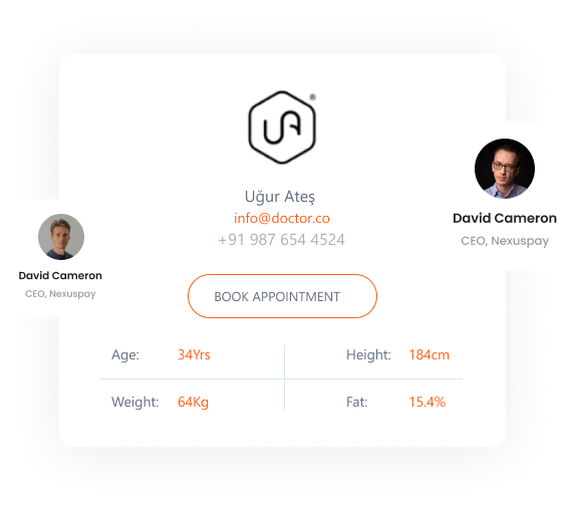 UA®
Uğur Ateş
info@doctor.co
+91 987 654 4524
BOOK APPOINTMENT
Age: 34Yrs Height: 184cm
Weight: 64Kg Fat: 15.4%
David Cameron
CEO, Nexuspay
David Cameron
CEO, Nexuspay